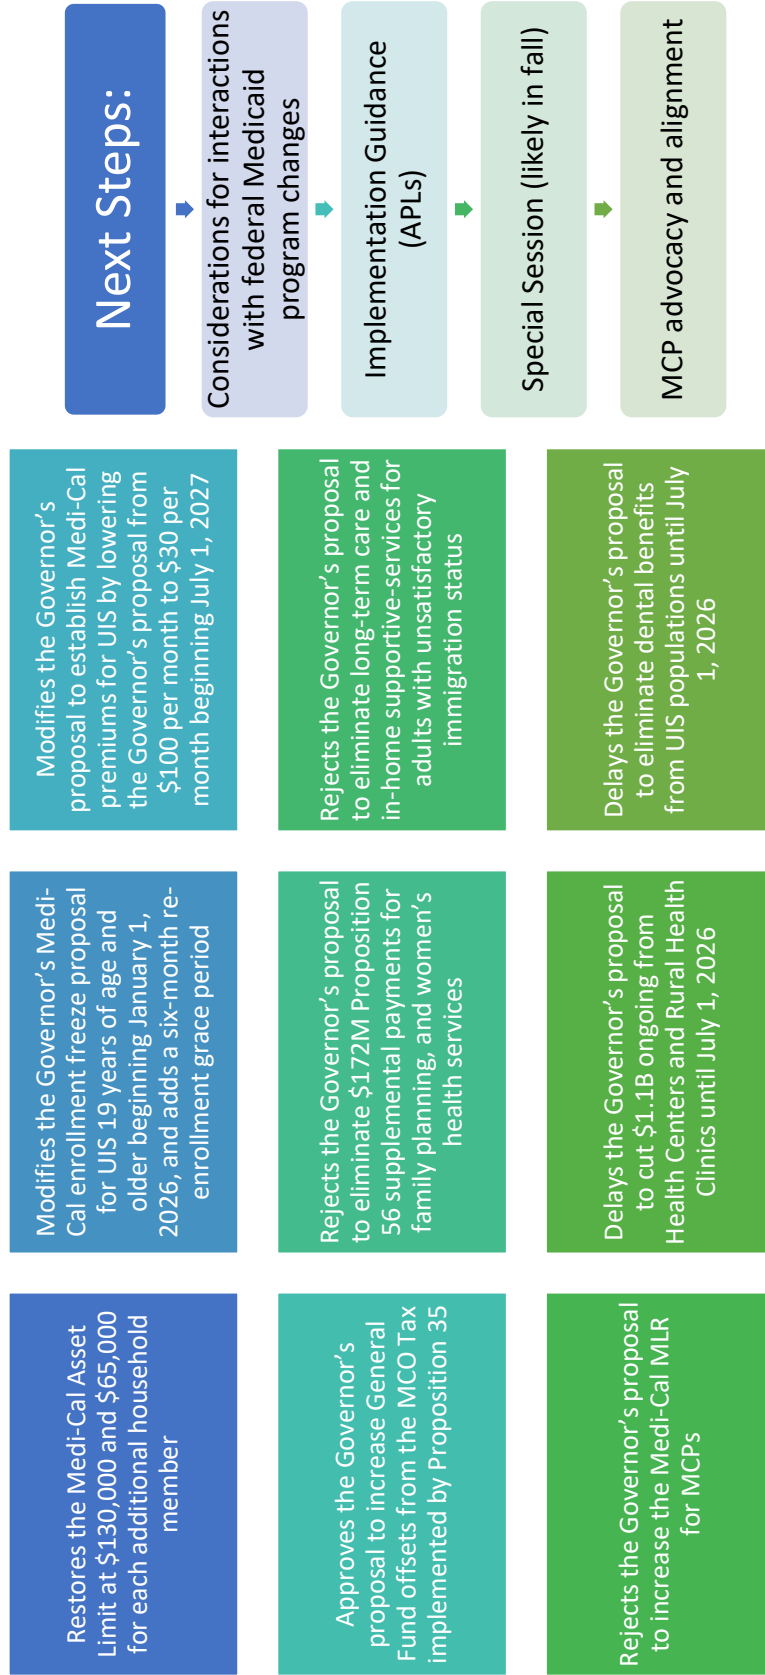 Restores the Medi-Cal Asset
Limit at $130,000 and $65,000
for each additional household
member
Modifies the Governor's Medi-
Cal enrollment freeze proposal
for UIS 19 years of age and
older beginning January 1,
2026, and adds a six-month re-
enrollment grace period
Modifies the Governor's
proposal to establish Medi-Cal
premiums for UIS by lowering
the Governor's proposal from
$100 per month to $30 per
month beginning July 1, 2027
Approves the Governor's
proposal to increase General
Fund offsets from the MCO Tax
implemented by Proposition 35
Rejects the Governor's proposal
to eliminate $172M Proposition
56 supplemental payments for
family planning, and women's
health services
Rejects the Governor's proposal
to eliminate long-term care and
in-home supportive-services for
adults with unsatisfactory
immigration status
Rejects the Governor's proposal
to increase the Medi-Cal MLR
for MCPs
Delays the Governor's proposal
to cut $1.1B ongoing from
Health Centers and Rural Health
Clinics until July 1, 2026
Delays the Governor's proposal
to eliminate dental benefits
from UIS populations until July
1, 2026
Next Steps:
Considerations for interactions
with federal Medicaid
program changes
Implementation Guidance
(APLs)
Special Session (likely in fall)
MCP advocacy and alignment